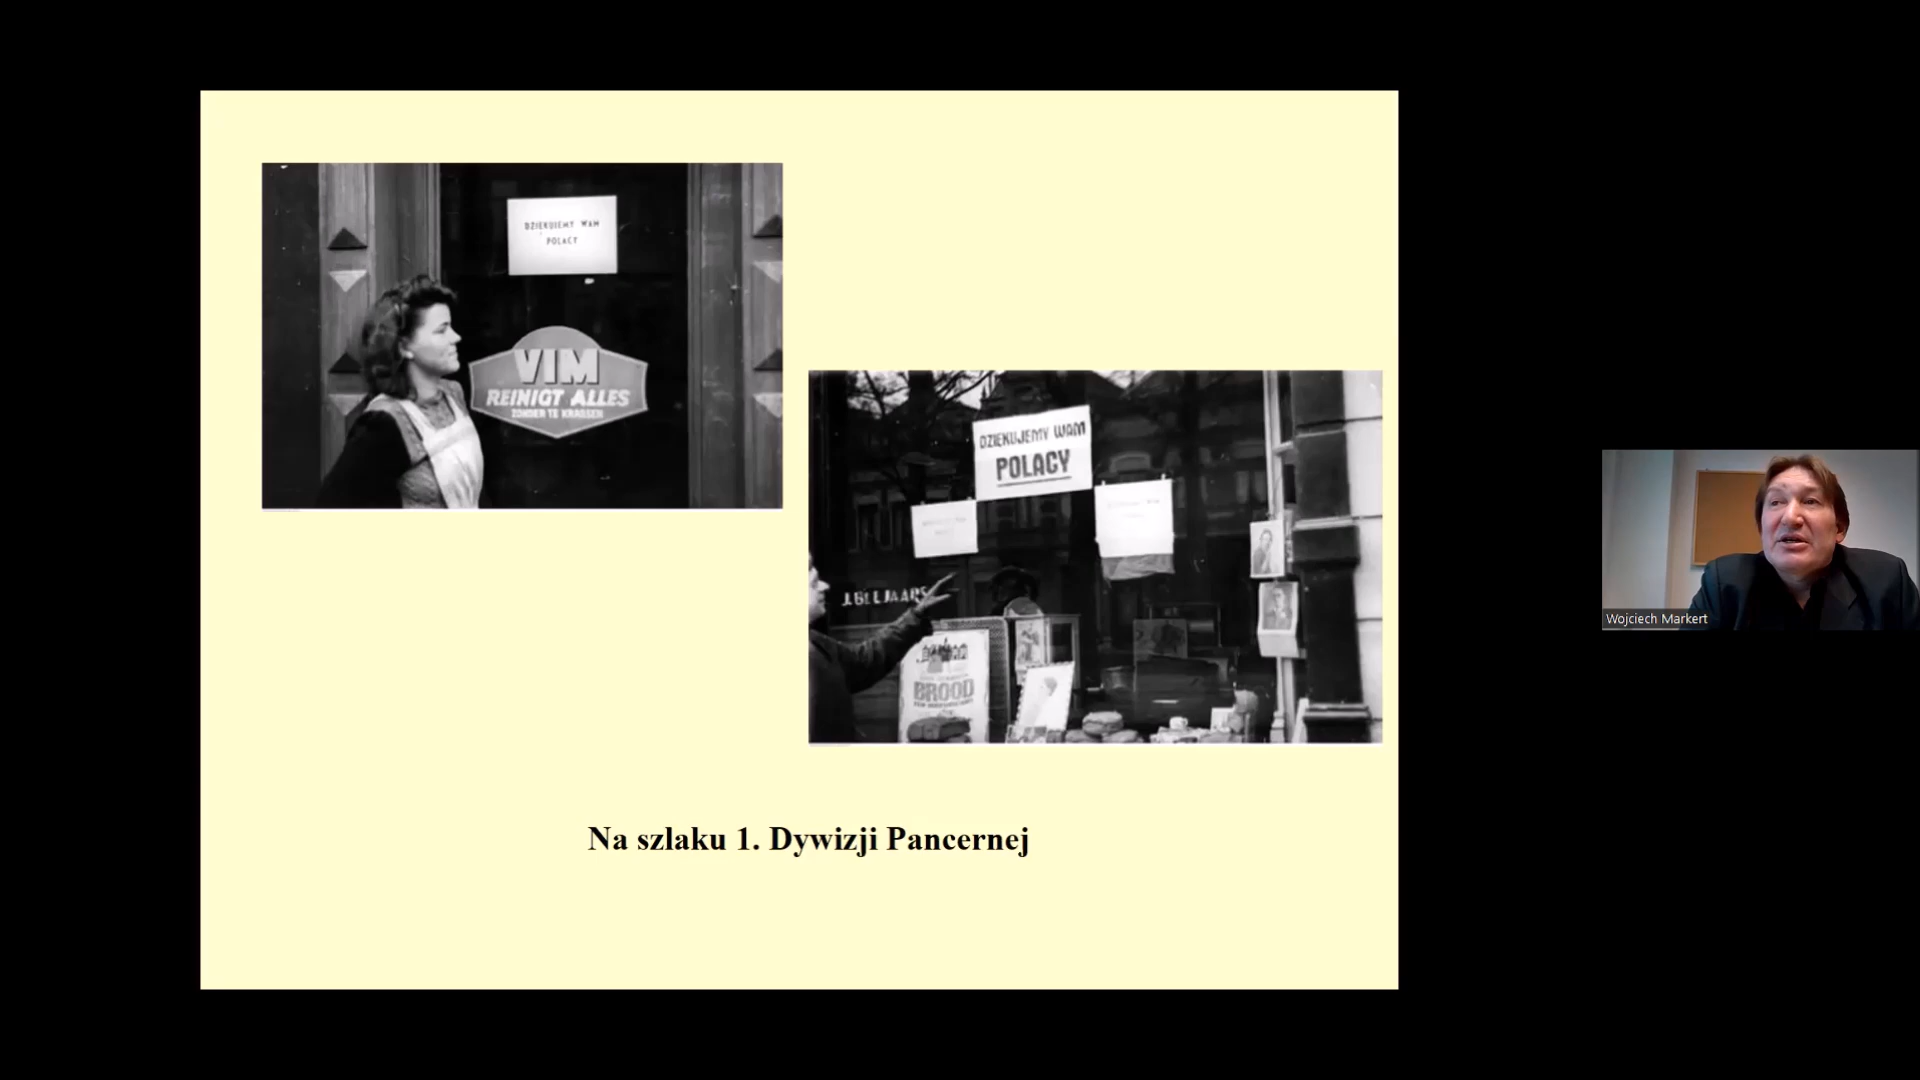 DZIEKUJEMY WAM
POLACY
VIM
REINIGT ALLES
ZONDER TE KRASSEN
DZIEKUJEMY WAM
POLACY
BROOD
Na szlaku 1. Dywizji Pancernej
Wojciech Markert